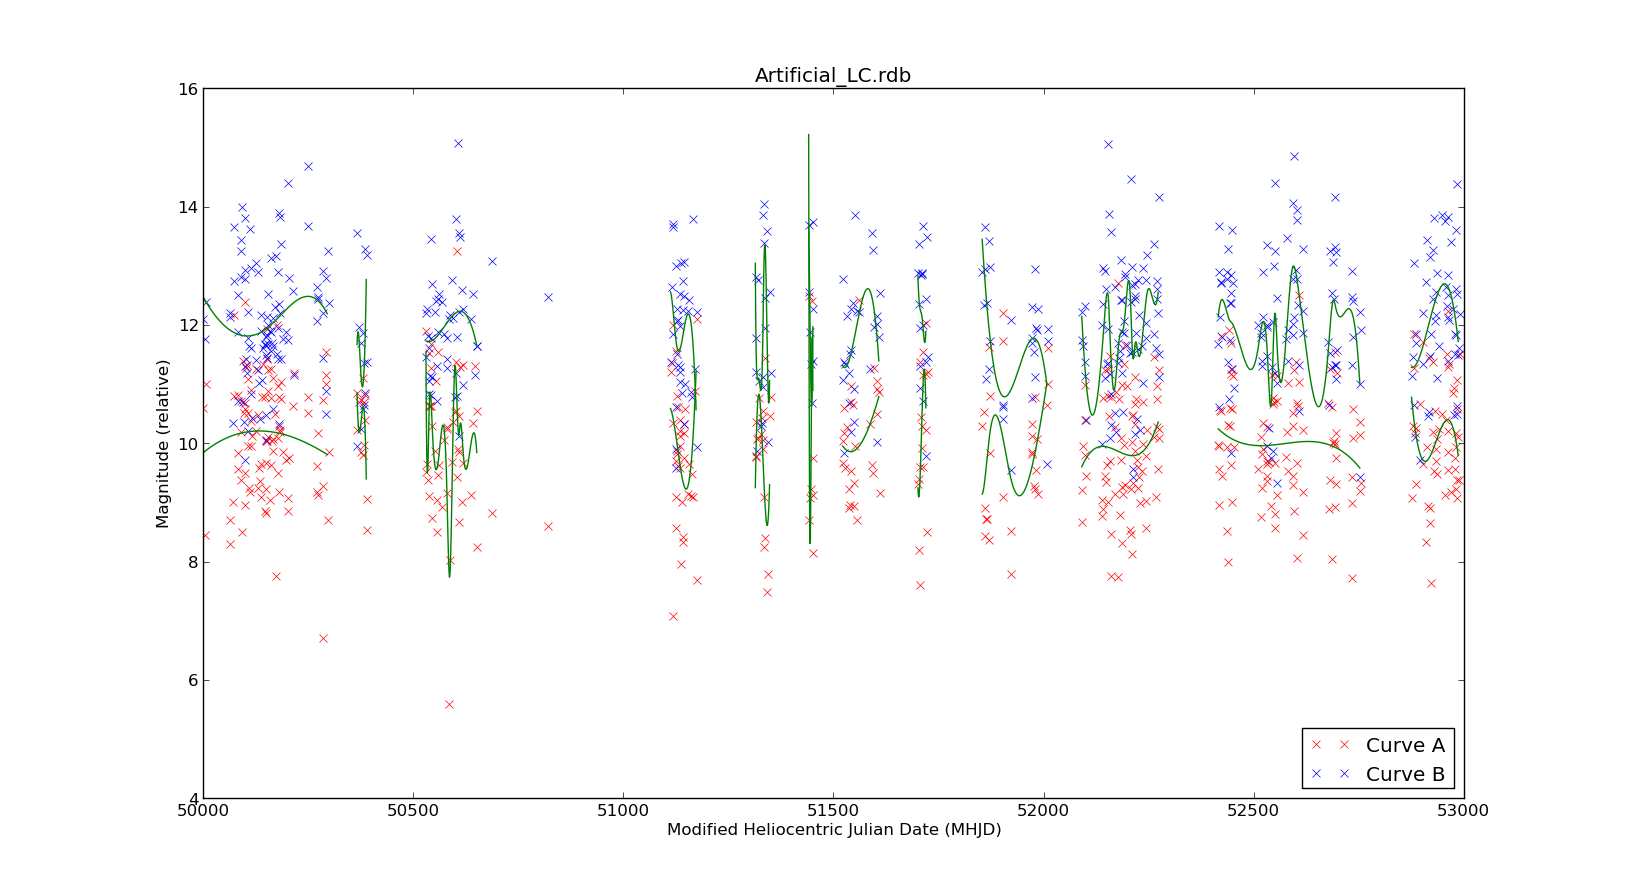 Artificial_LC.rdb
16
14
12
10
8
6
4
Magnitude (relative)
50000 50500 51000 51500 52000 52500 53000
Modified Heliocentric Julian Date (MHJD)
Curve A
Curve B